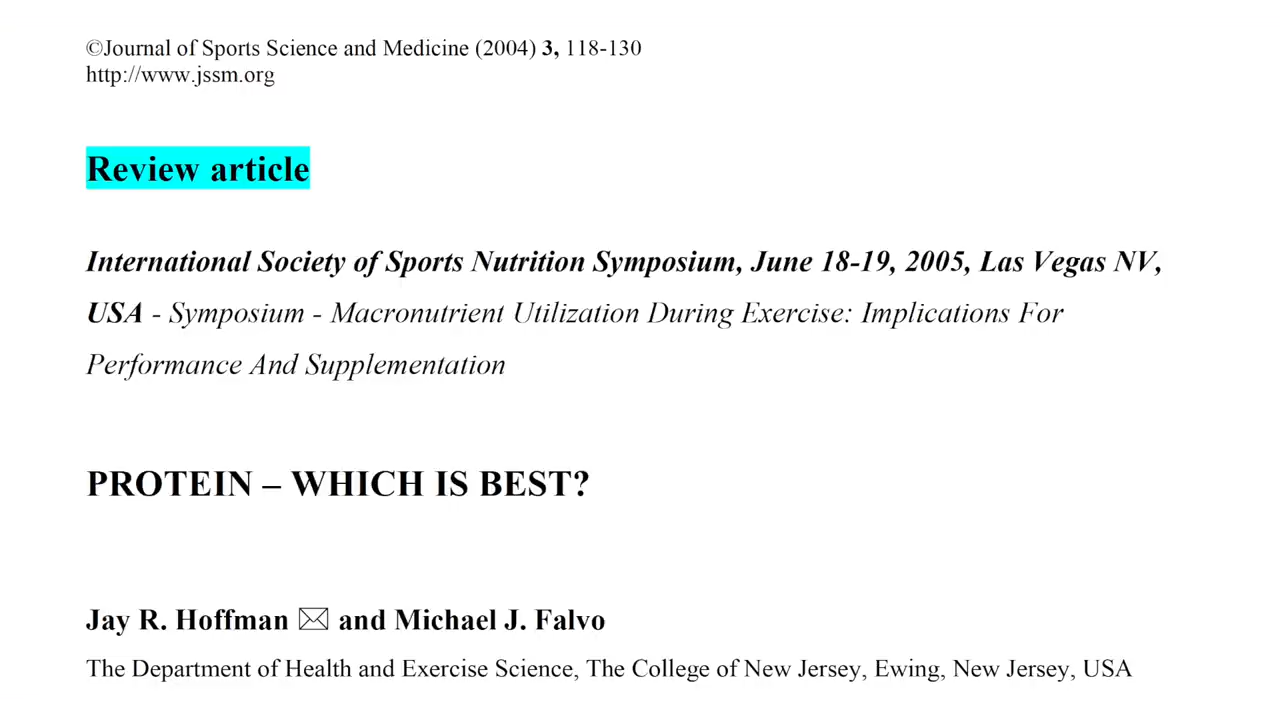 ©Journal of Sports Science and Medicine (2004) 3, 118-130
http://www.jssm.org
Review article
International Society of Sports Nutrition Symposium, June 18-19, 2005, Las Vegas NV,
USA - Symposium - Macronutrient Utilization During Exercise: Implications For
Performance And Supplementation
PROTEIN – WHICH IS BEST?
Jay R. Hoffman ✉ and Michael J. Falvo
The Department of Health and Exercise Science, The College of New Jersey, Ewing, New Jersey, USA